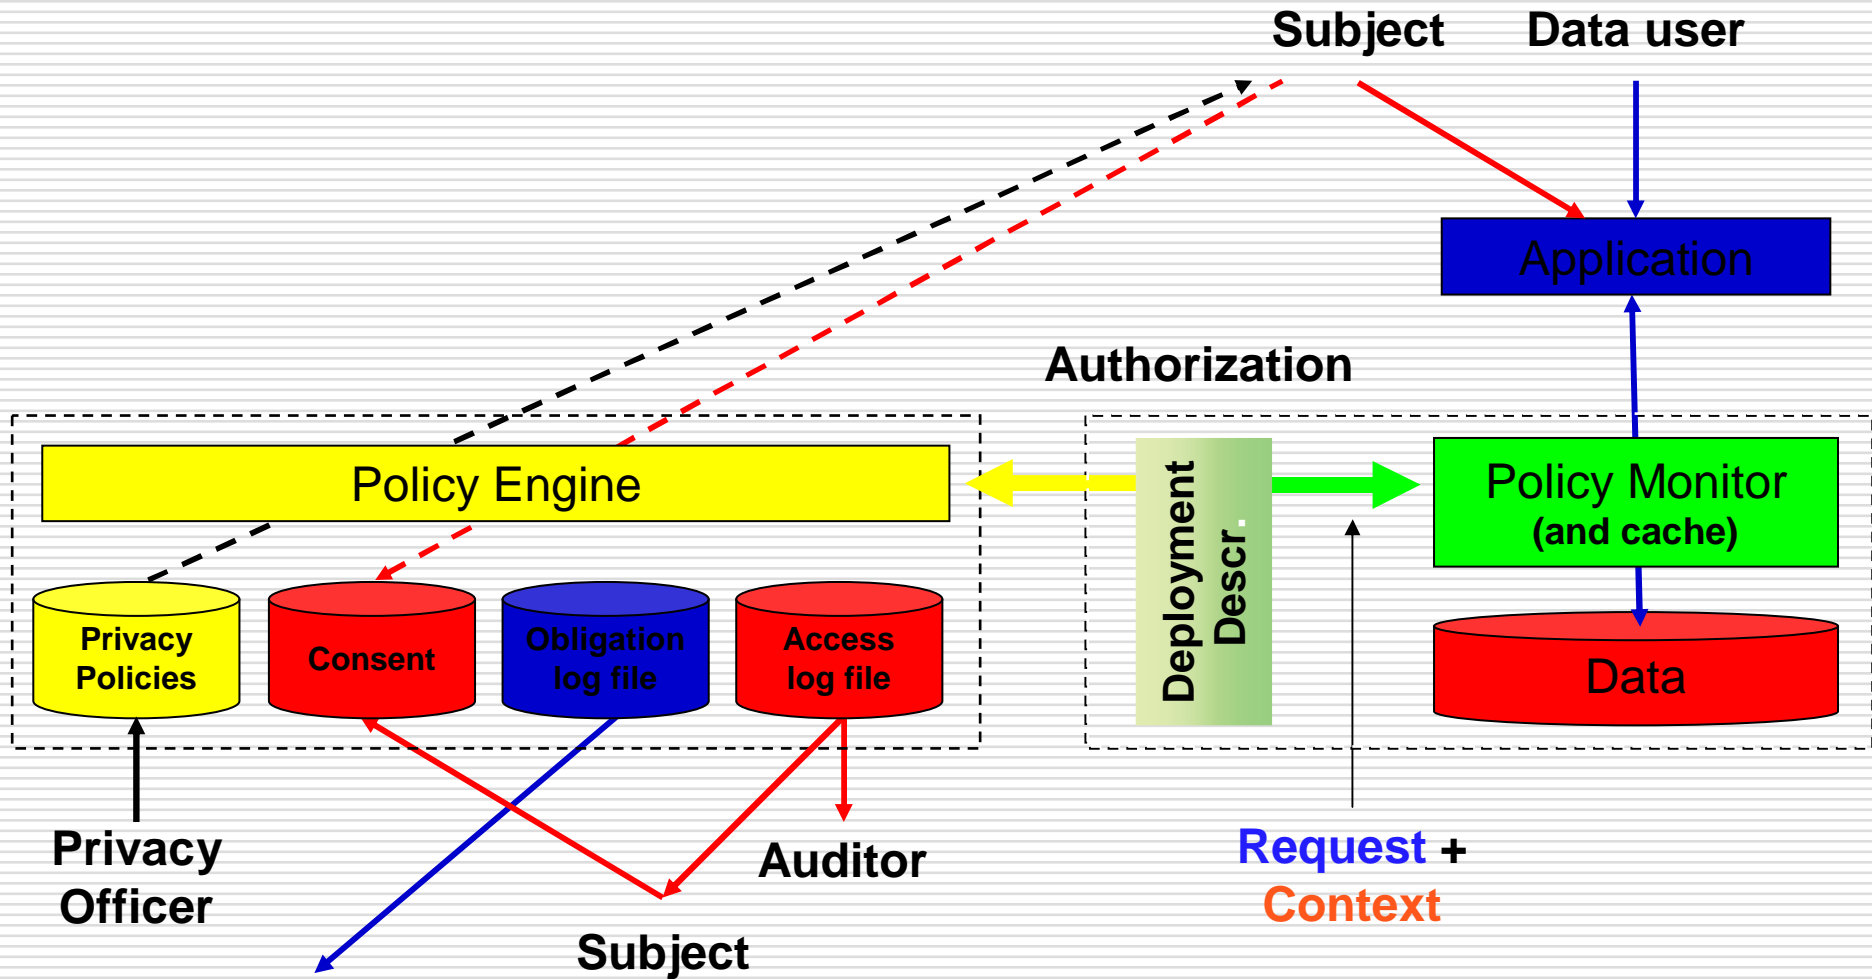 Subject
Data user
Application
Authorization
Policy Engine
Deployment
Descr.
Policy Monitor
(and cache)
Privacy
Policies
Consent
Obligation
log file
Access
log file
Data
Privacy
Officer
Auditor
Subject
Request +
Context